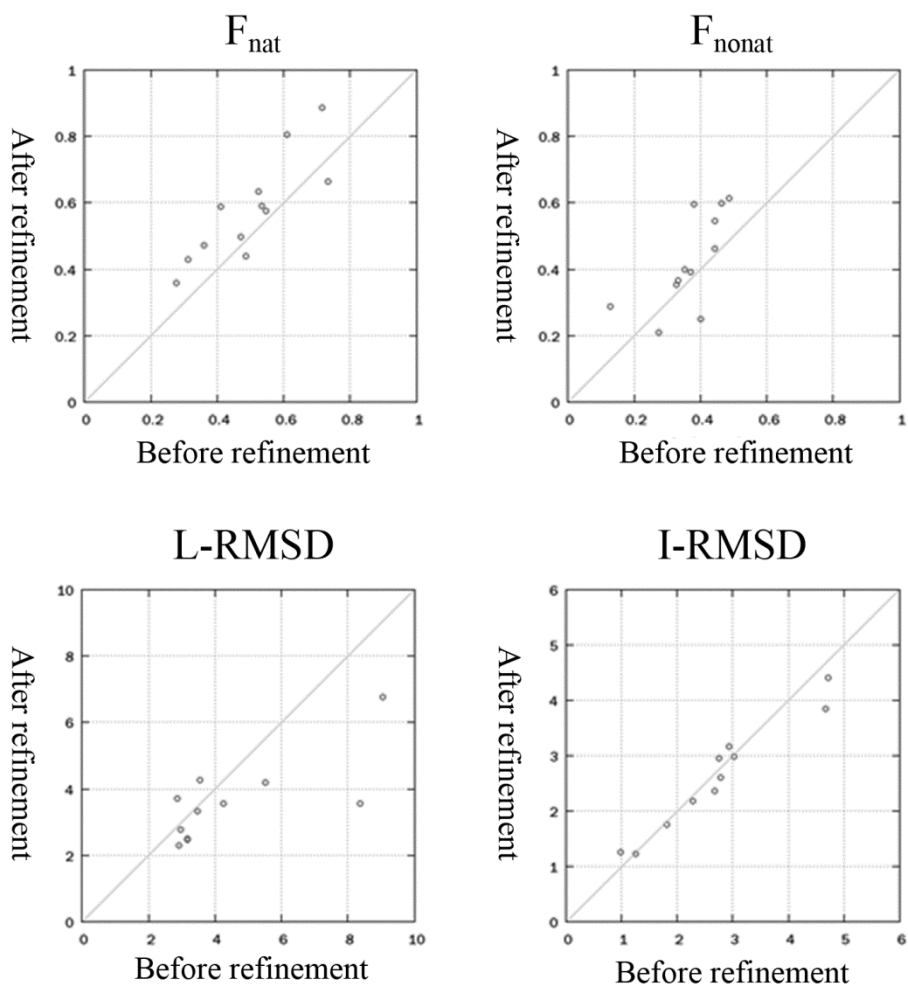 F_nat
1
0.8
0.6
0.4
0.2
0
0 0.2 0.4 0.6 0.8 1
After refinement
Before refinement
F_nonat
1
0.8
0.6
0.4
0.2
0
0 0.2 0.4 0.6 0.8 1
After refinement
Before refinement
L-RMSD
10
8
6
4
2
0
0 2 4 6 8 10
After refinement
Before refinement
I-RMSD
6
5
4
3
2
1
0
0 1 2 3 4 5 6
After refinement
Before refinement